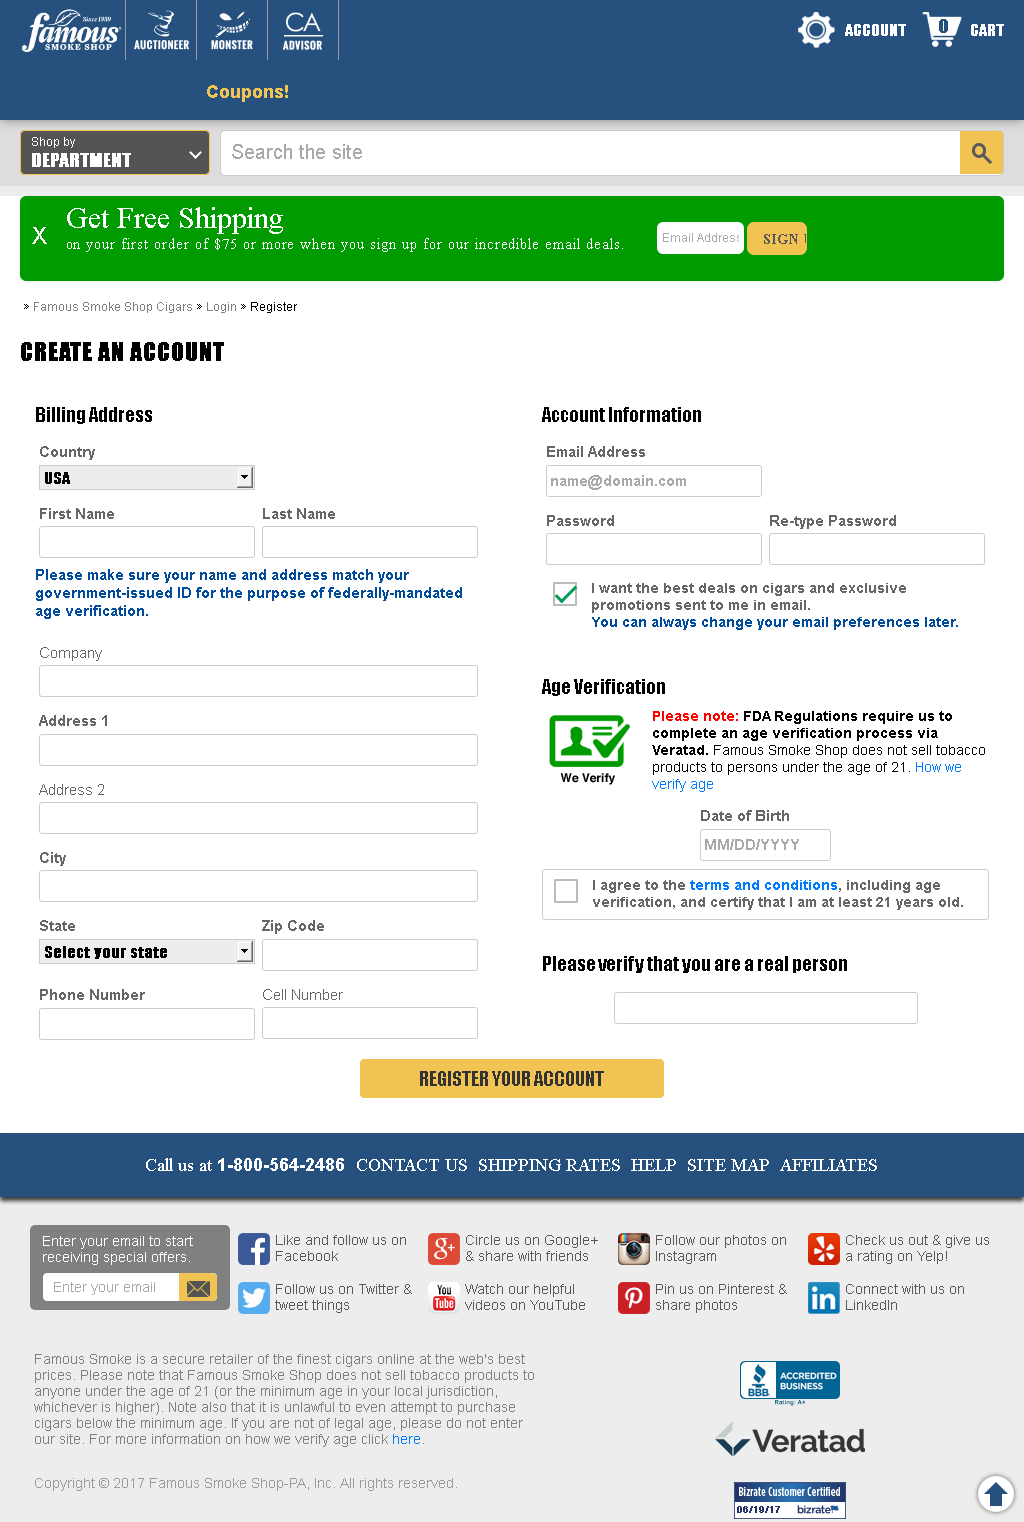 famous
Since 1939
SMOKE SHOP
AUCTIONEER
MONSTER
CA
ADVISOR
ACCOUNT
0
CART
Coupons!
Shop by
DEPARTMENT
Search the site
X
Get Free Shipping
on your first order of $75 or more when you sign up for our incredible email deals.
Email Address
SIGN
» Famous Smoke Shop Cigars » Login » Register
CREATE AN ACCOUNT
Billing Address
Country
USA
First Name
Last Name
Please make sure your name and address match your
government-issued ID for the purpose of federally-mandated
age verification.
Company
Address 1
Address 2
City
State
Zip Code
Select your state
Phone Number
Cell Number
Account Information
Email Address
name@domain.com
Password
Re-type Password
I want the best deals on cigars and exclusive
promotions sent to me in email.
You can always change your email preferences later.
Age Verification
We Verify
Please note: FDA Regulations require us to
complete an age verification process via
Veratad. Famous Smoke Shop does not sell tobacco
products to persons under the age of 21. How we
verify age
Date of Birth
MM/DD/YYYY
I agree to the terms and conditions, including age
verification, and certify that I am at least 21 years old.
Please verify that you are a real person
REGISTER YOUR ACCOUNT
Call us at 1-800-564-2486 CONTACT US SHIPPING RATES HELP SITE MAP AFFILIATES
Enter your email to start
receiving special offers.
Enter your email
Like and follow us on
Facebook
Circle us on Google+
& share with friends
Follow our photos on
Instagram
Check us out & give us
a rating on Yelp!
Follow us on Twitter &
tweet things
You
Tube
Watch our helpful
videos on YouTube
Pin us on Pinterest &
share photos
Connect with us on
LinkedIn
Famous Smoke is a secure retailer of the finest cigars online at the web's best
prices. Please note that Famous Smoke Shop does not sell tobacco products to
anyone under the age of 21 (or the minimum age in your local jurisdiction,
whichever is higher). Note also that it is unlawful to even attempt to purchase
cigars below the minimum age. If you are not of legal age, please do not enter
our site. For more information on how we verify age click here.
Copyright © 2017 Famous Smoke Shop-PA, Inc. All rights reserved.
BBB
ACCREDITED
BUSINESS
Rating: A+
Veratad
Bizrate Customer Certified
06/19/17
bizrate